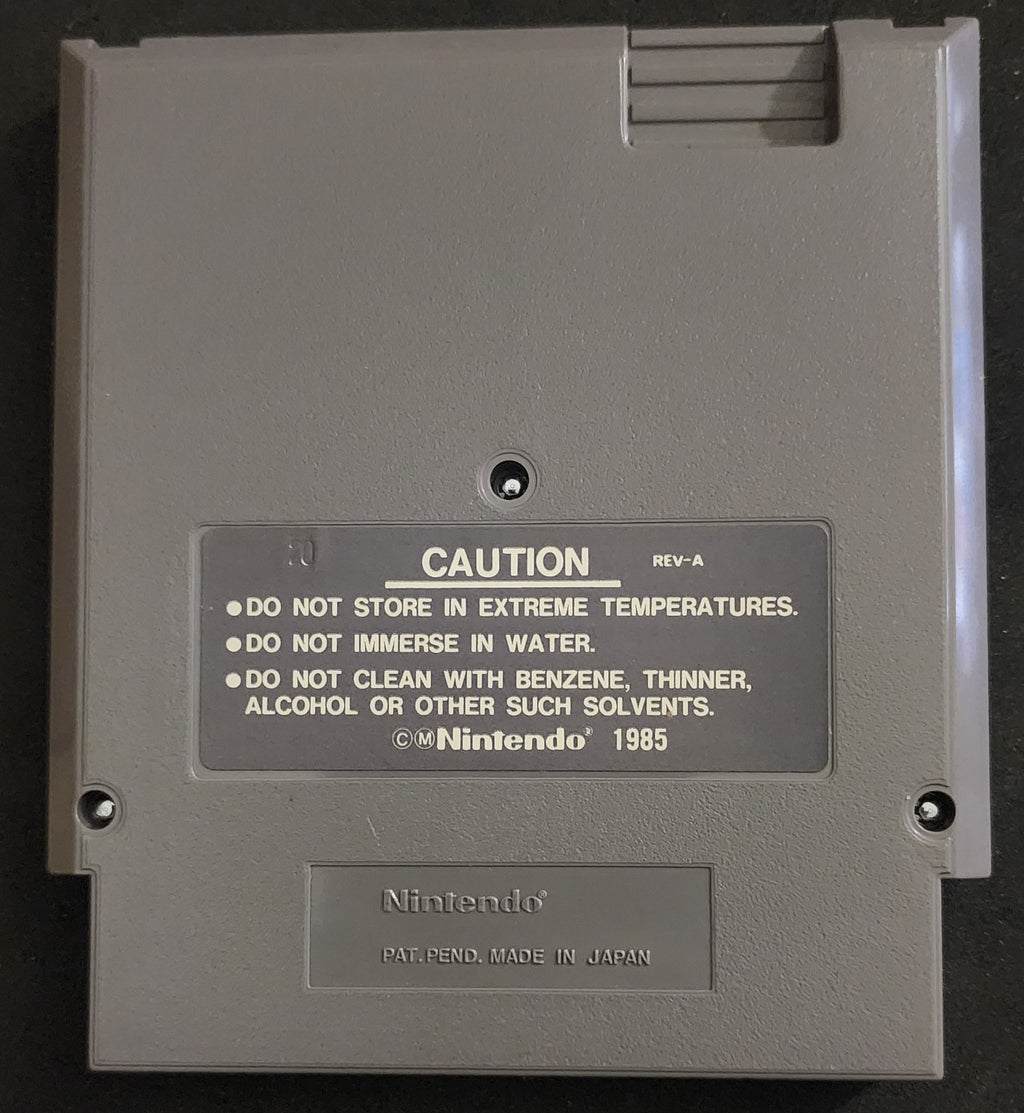 CAUTION REV-A
●DO NOT STORE IN EXTREME TEMPERATURES.
●DO NOT IMMERSE IN WATER.
●DO NOT CLEAN WITH BENZENE, THINNER,
ALCOHOL OR OTHER SUCH SOLVENTS.
©ⓂNintendo® 1985
Nintendo®
PAT.PEND. MADE IN JAPAN